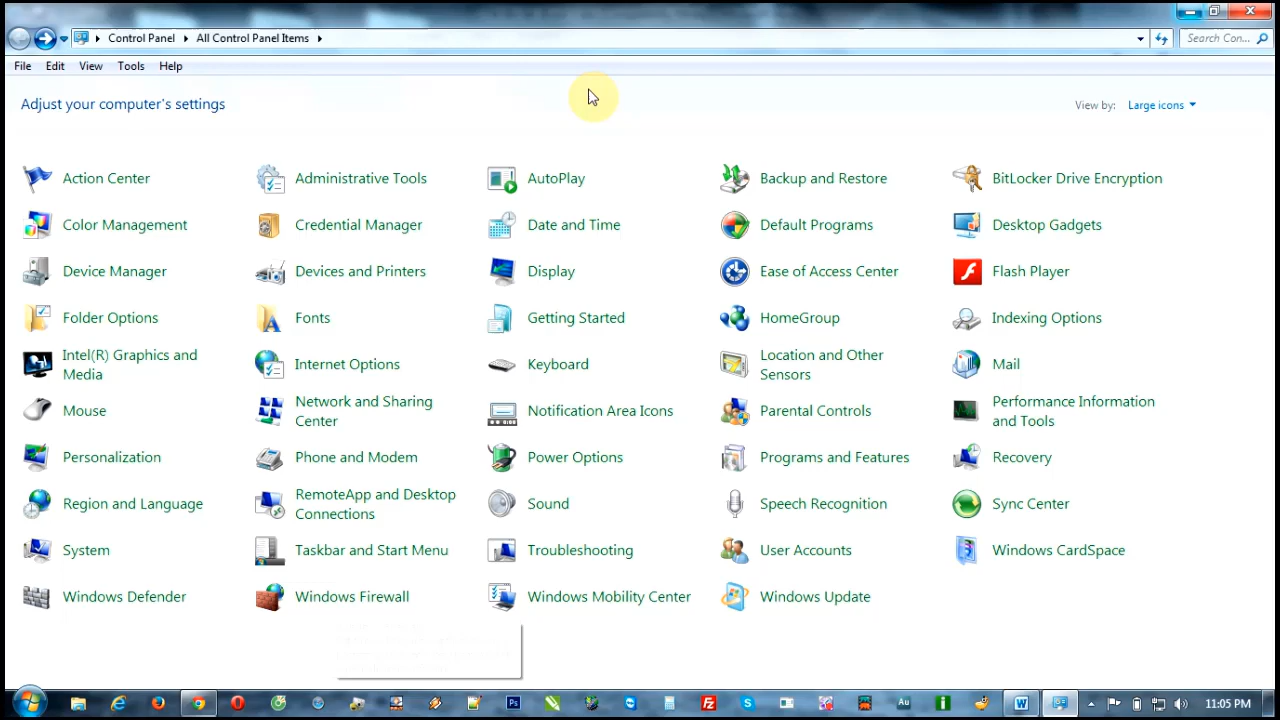 Control Panel All Control Panel Items Search Con...
File Edit View Tools Help
Adjust your computer's settings View by: Large icons
Action Center Administrative Tools AutoPlay Backup and Restore BitLocker Drive Encryption
Color Management Credential Manager Date and Time Default Programs Desktop Gadgets
Device Manager Devices and Printers Display Ease of Access Center Flash Player
Folder Options Fonts Getting Started HomeGroup Indexing Options
Intel(R) Graphics and
Media
Internet Options Keyboard
Location and Other
Sensors
Mail
Mouse
Network and Sharing
Center
Notification Area Icons Parental Controls
Performance Information
and Tools
Personalization Phone and Modem Power Options Programs and Features Recovery
Region and Language
RemoteApp and Desktop
Connections
Sound Speech Recognition Sync Center
System Taskbar and Start Menu Troubleshooting User Accounts Windows CardSpace
Windows Defender Windows Firewall Windows Mobility Center Windows Update
Ps Au 11:05 PM